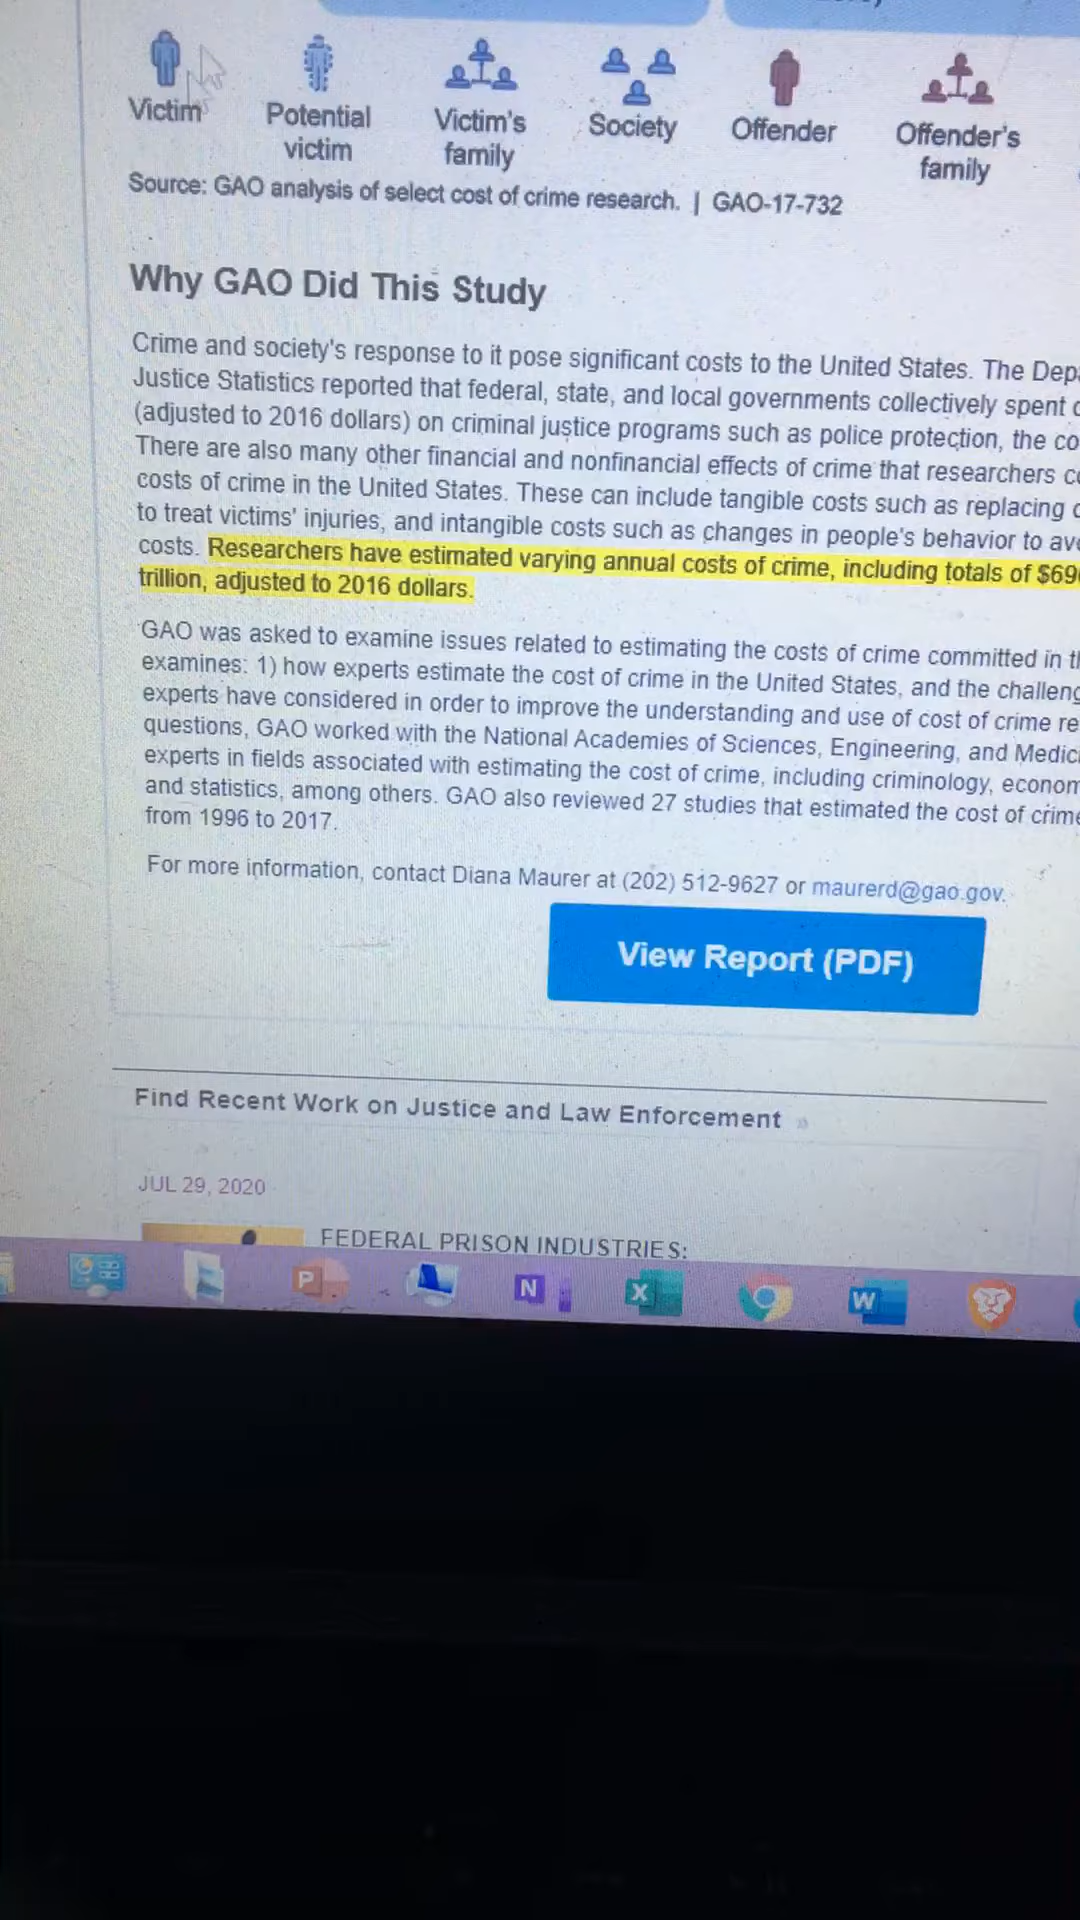 Victim
Potential
victim
Victim's
family
Society
Offender
Offender's
family
Source: GAO analysis of select cost of crime research. | GAO-17-732
Why GAO Did This Study
Crime and society's response to it pose significant costs to the United States. The Dep
Justice Statistics reported that federal, state, and local governments collectively spent
(adjusted to 2016 dollars) on criminal justice programs such as police protection, the co
There are also many other financial and nonfinancial effects of crime that researchers
costs of crime in the United States. These can include tangible costs such as replacing
to treat victims' injuries, and intangible costs such as changes in people's behavior to av
costs. Researchers have estimated varying annual costs of crime, including totals of $69
trillion, adjusted to 2016 dollars.
GAO was asked to examine issues related to estimating the costs of crime committed in t
examines: 1) how experts estimate the cost of crime in the United States, and the challeng
experts have considered in order to improve the understanding and use of cost of crime re
questions, GAO worked with the National Academies of Sciences, Engineering, and Medic
experts in fields associated with estimating the cost of crime, including criminology, econom
and statistics, among others. GAO also reviewed 27 studies that estimated the cost of crime
from 1996 to 2017.
For more information, contact Diana Maurer at (202) 512-9627 or maurerd@gao.gov.
View Report (PDF)
Find Recent Work on Justice and Law Enforcement »
JUL 29, 2020
FEDERAL PRISON INDUSTRIES:
P
N
X
W